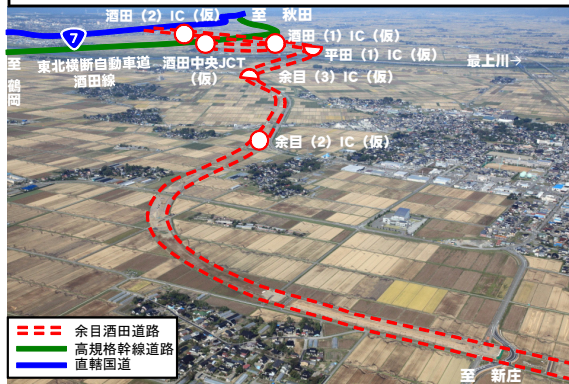 酒田（2）IC（仮）
至 秋田
7
酒田（1）IC（仮）
平田（1）IC（仮）
東北横断自動車道
酒田線
酒田中央JCT
（仮）
最上川→
至 鶴岡
余目（3）IC（仮）
余目（2）IC（仮）
余目酒田道路
高規格幹線道路
直轄国道
至 新庄